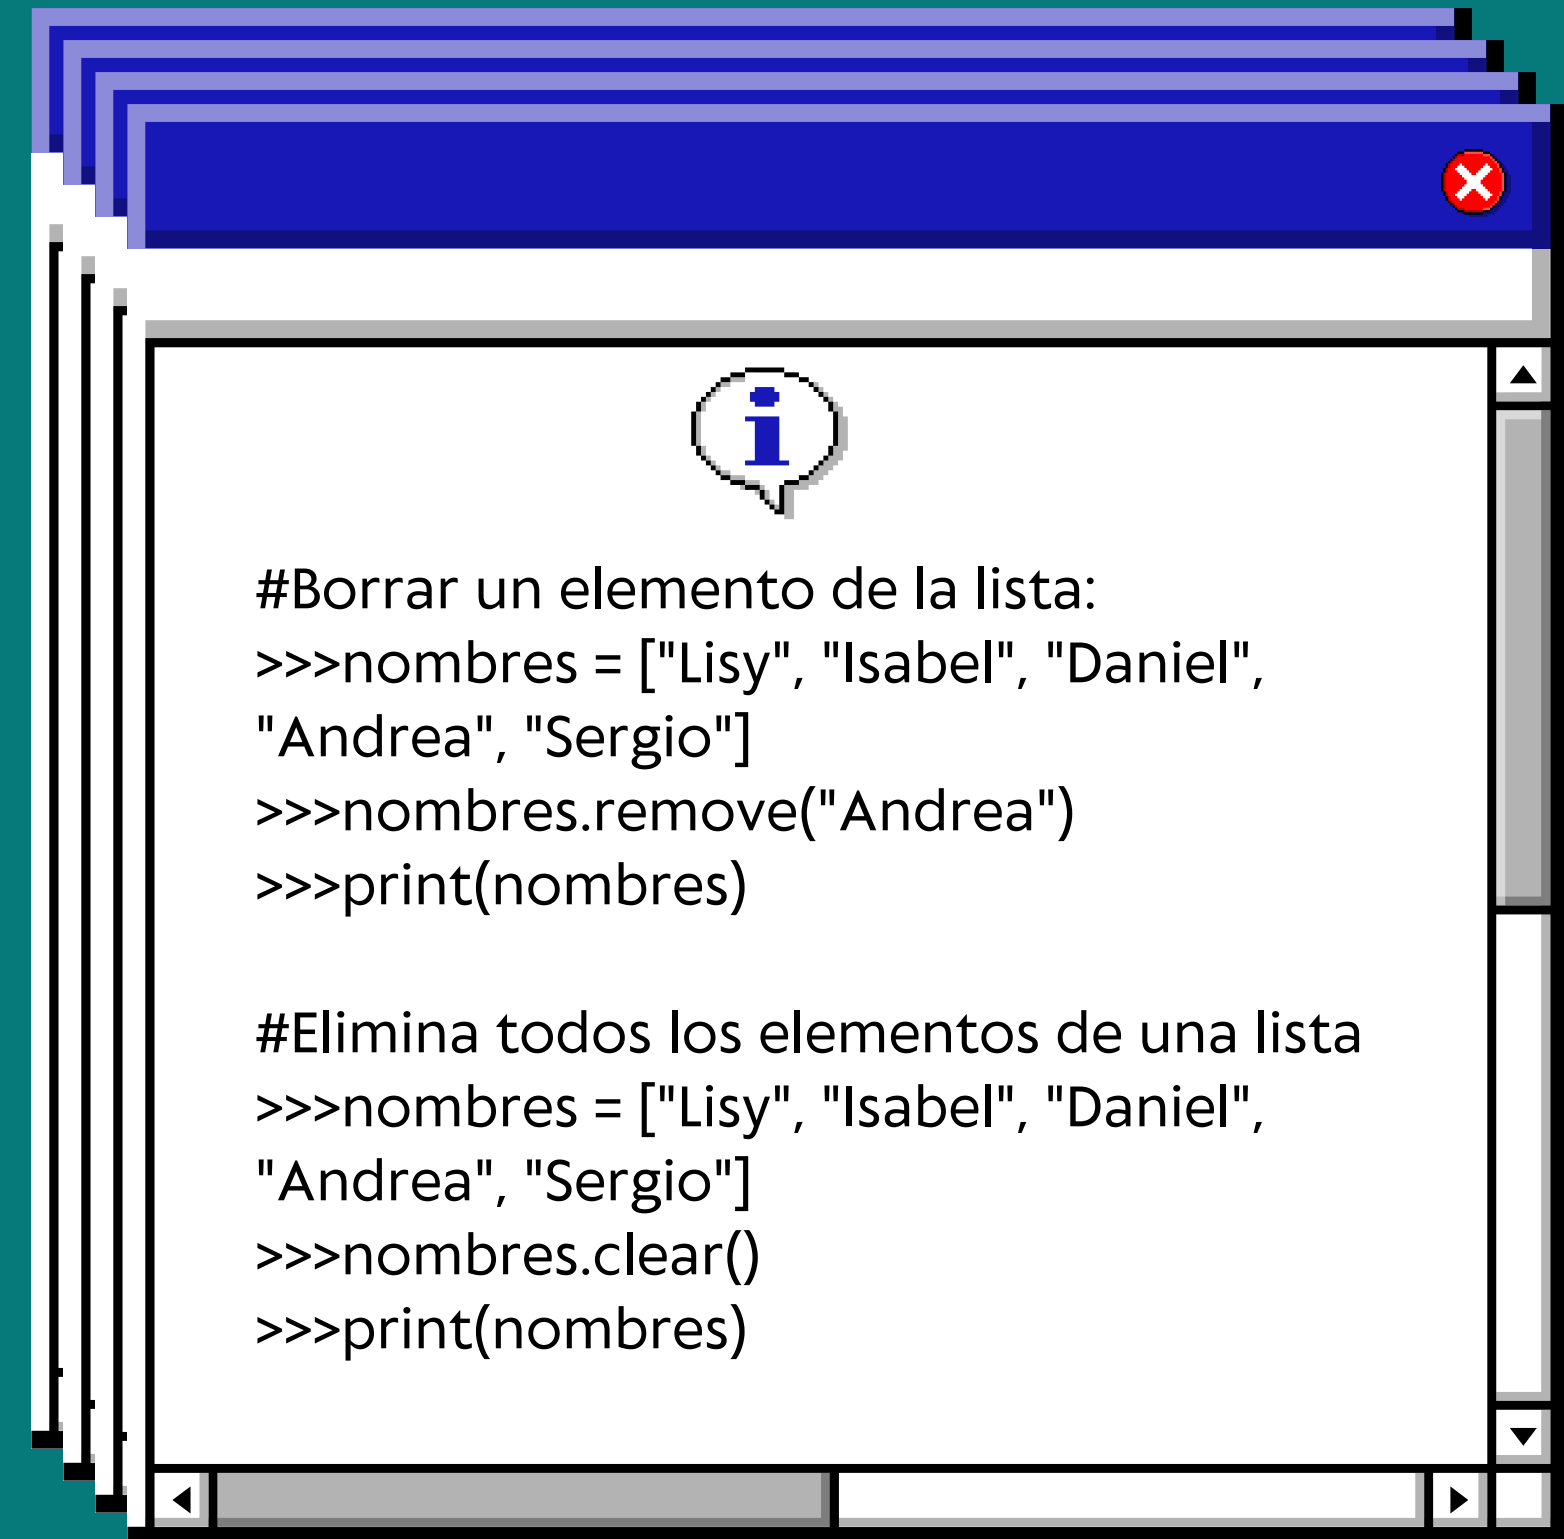 i
#Borrar un elemento de la lista:
>>>nombres = ["Lisy", "Isabel", "Daniel",
"Andrea", "Sergio"]
>>>nombres.remove("Andrea")
>>>print(nombres)
#Elimina todos los elementos de una lista
>>>nombres = ["Lisy", "Isabel", "Daniel",
"Andrea", "Sergio"]
>>>nombres.clear()
>>>print(nombres)